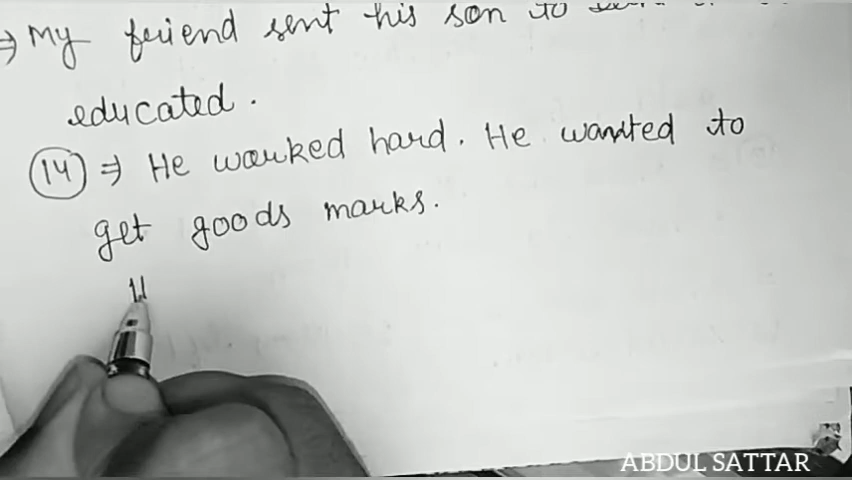 ⇒ My friend sent his son to
educated.
14 ⇒ He worked hard. He wanted to
get goods marks.
ABDUL SATTAR